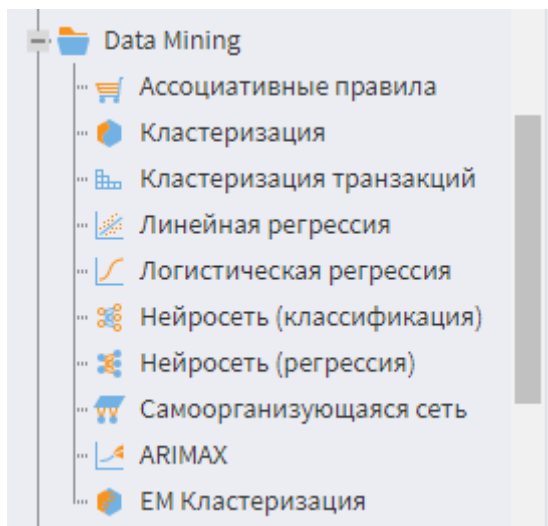 Data Mining
Ассоциативные правила
Кластеризация
Кластеризация транзакций
Линейная регрессия
Логистическая регрессия
Нейросеть (классификация)
Нейросеть (регрессия)
Самоорганизующаяся сеть
ARIMAX
EM Кластеризация